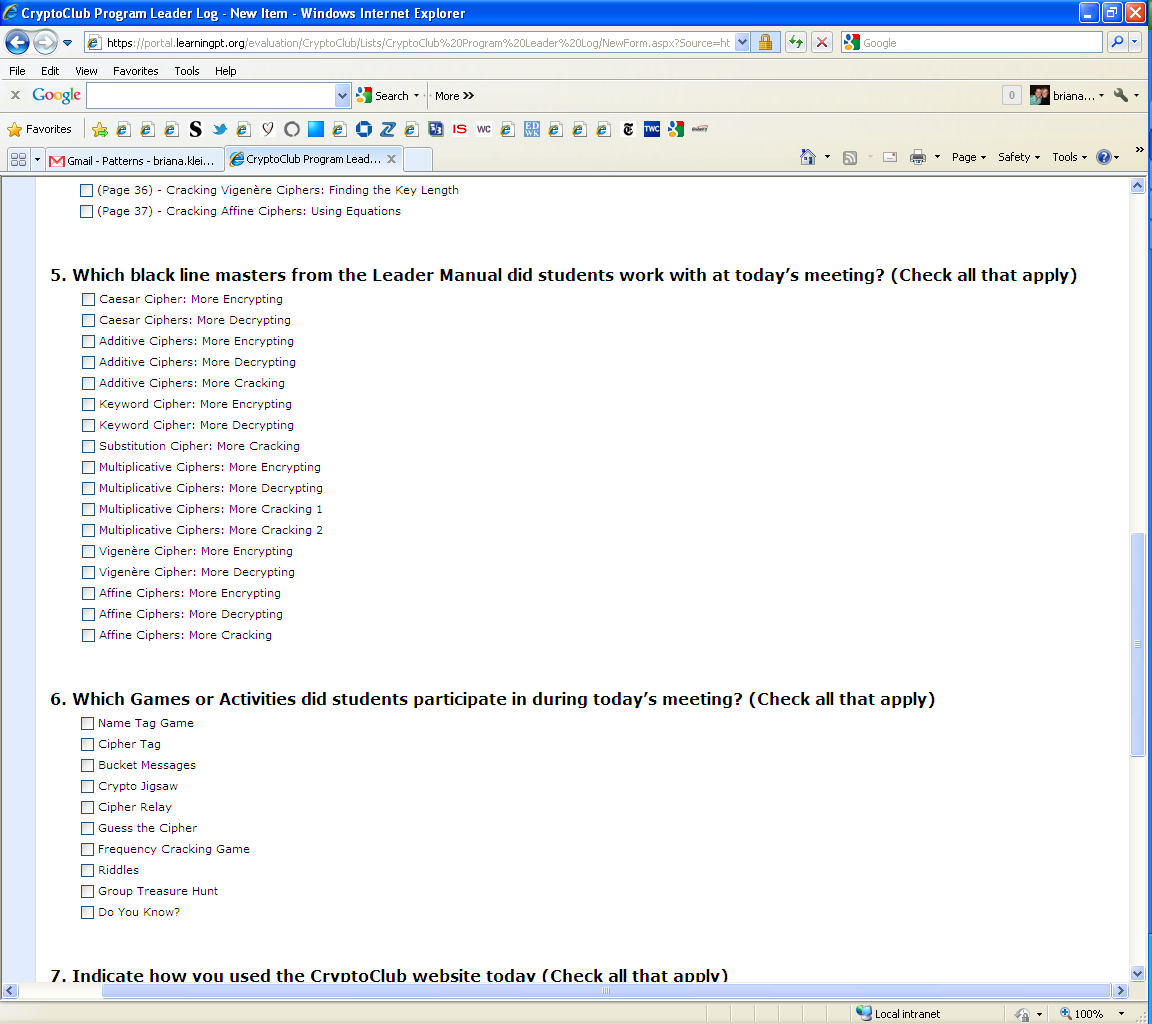 CryptoClub Program Leader Log - New Item - Windows Internet Explorer
https://portal.learningpt.org/evaluation/CryptoClub/Lists/CryptoClub%20Program%20Leader%20Log/NewForm.aspx?Source=ht
Google
File Edit View Favorites Tools Help
x Google Search More >> 0 briana...
Favorites S IS WC ED WK TWC
Gmail - Patterns - briana.klei... CryptoClub Program Lead... X Page Safety Tools
(Page 36) - Cracking Vigenère Ciphers: Finding the Key Length
(Page 37) - Cracking Affine Ciphers: Using Equations
5. Which black line masters from the Leader Manual did students work with at today’s meeting? (Check all that apply)
Caesar Cipher: More Encrypting
Caesar Ciphers: More Decrypting
Additive Ciphers: More Encrypting
Additive Ciphers: More Decrypting
Additive Ciphers: More Cracking
Keyword Cipher: More Encrypting
Keyword Cipher: More Decrypting
Substitution Cipher: More Cracking
Multiplicative Ciphers: More Encrypting
Multiplicative Ciphers: More Decrypting
Multiplicative Ciphers: More Cracking 1
Multiplicative Ciphers: More Cracking 2
Vigenère Cipher: More Encrypting
Vigenère Cipher: More Decrypting
Affine Ciphers: More Encrypting
Affine Ciphers: More Decrypting
Affine Ciphers: More Cracking
6. Which Games or Activities did students participate in during today’s meeting? (Check all that apply)
Name Tag Game
Cipher Tag
Bucket Messages
Crypto Jigsaw
Cipher Relay
Guess the Cipher
Frequency Cracking Game
Riddles
Group Treasure Hunt
Do You Know?
7. Indicate how you used the CryptoClub website today (Check all that apply)
Local intranet 100%